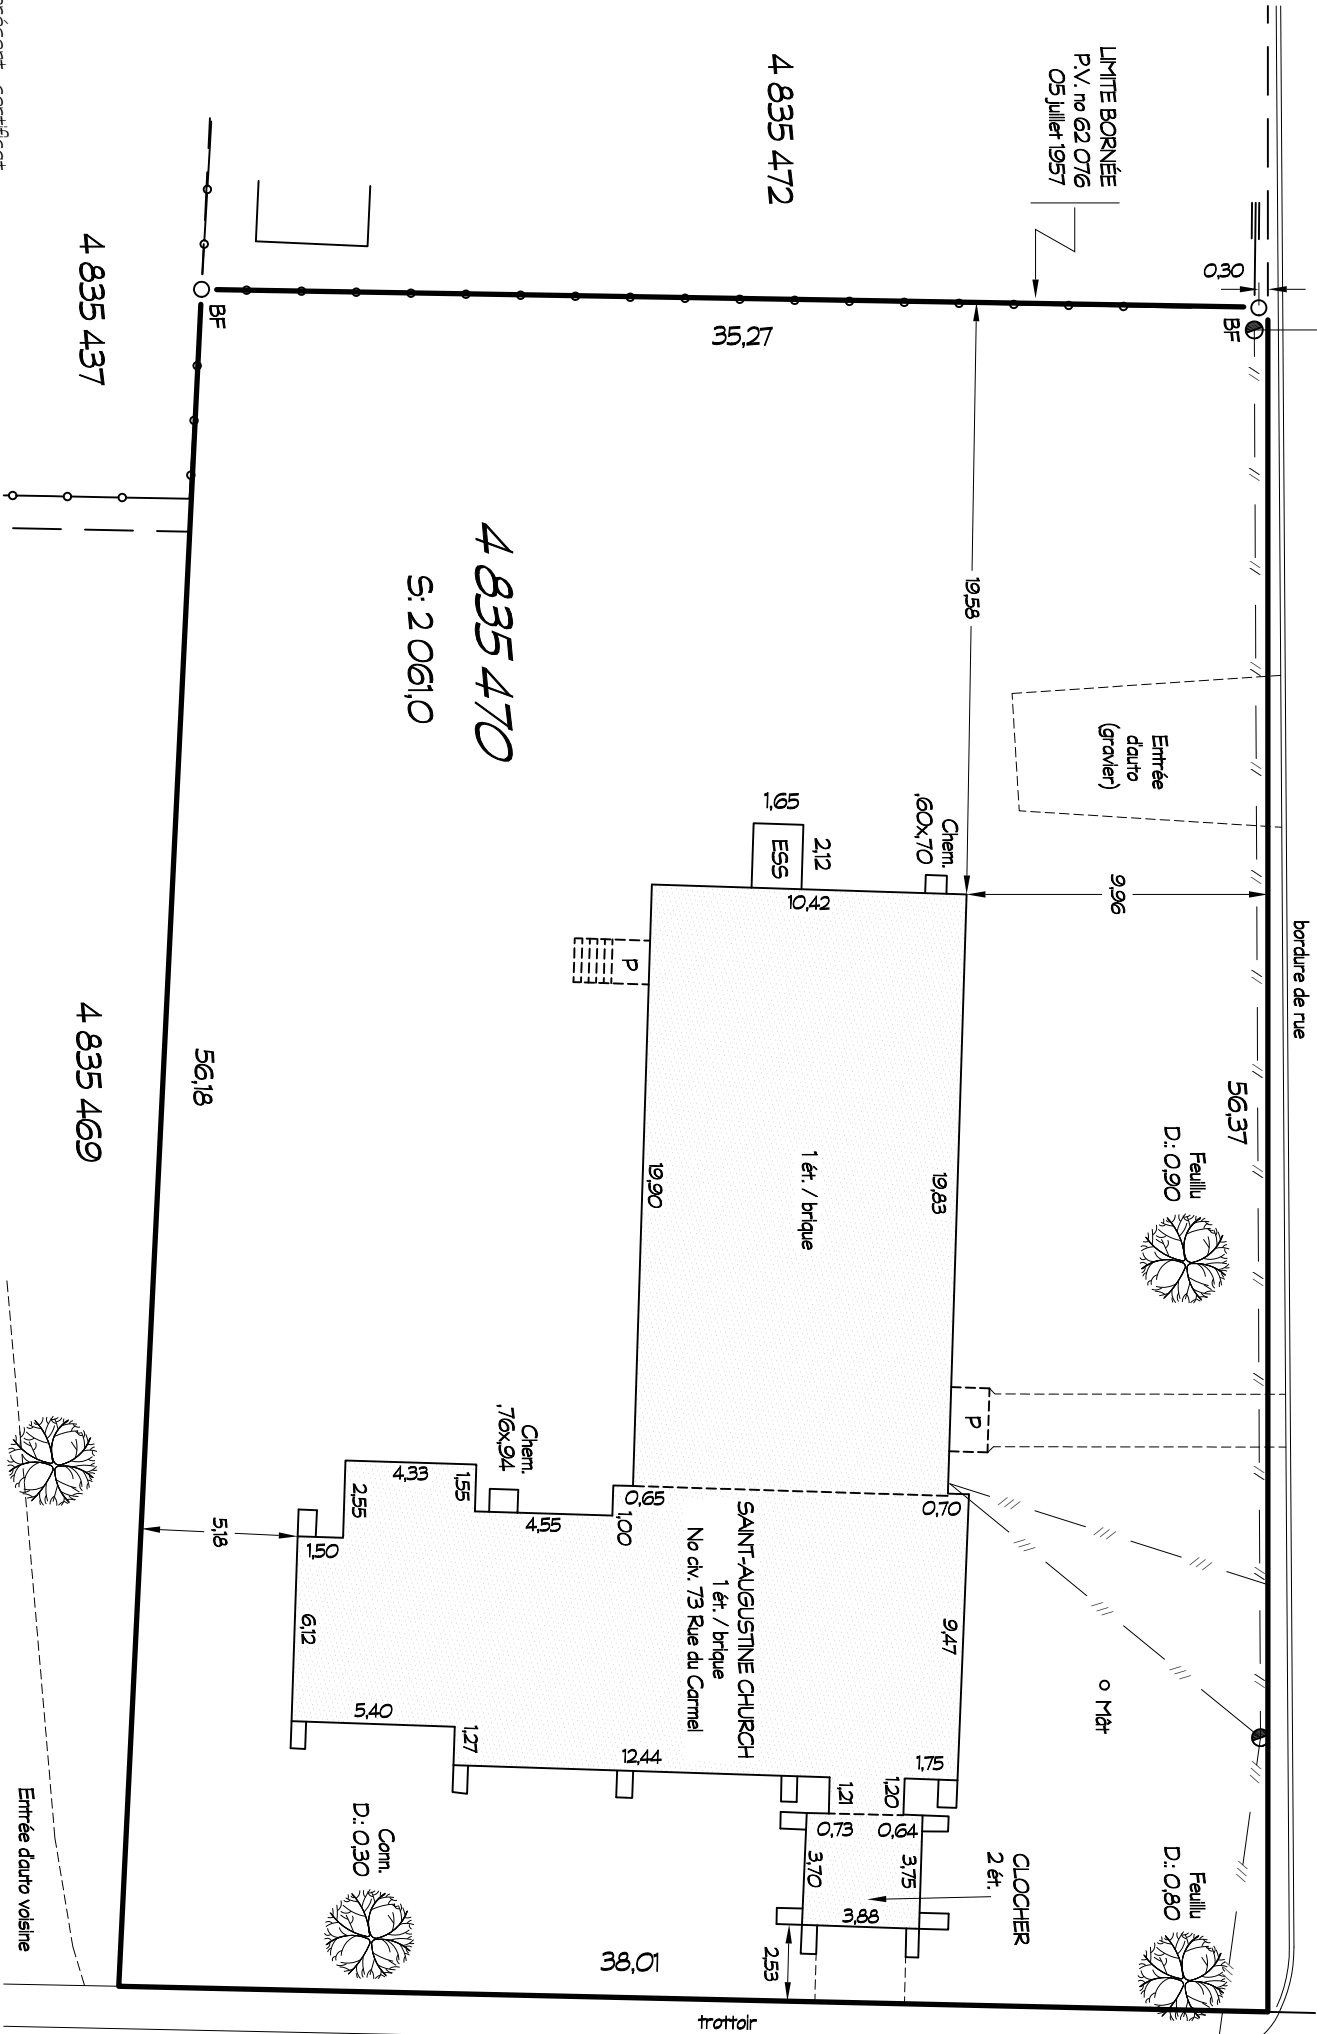 LIMITE BORNÉE
P.V. no 62 076
05 juillet 1957
4 835 472
4 835 437
0,30
BF
BF
35,27
19,58
4 835 470
S: 2 061,0
Entrée
d'auto
(gravier)
bordure de rue
9,96
Chem.
,60x,70
1,65
2,12
ESS
10,42
P
56,37
56,18
4 835 469
Feuillu
D.: 0,90
1 ét. / brique
19,83
19,90
P
Chem.
,76x,94
4,33
1,55
2,55
4,55
1,00
0,65
0,70
1,50
5,18
6,12
5,40
1,27
12,44
SAINT-AUGUSTINE CHURCH
1 ét. / brique
No civ. 73 Rue du Carmel
9,47
Mât
1,75
1,20
1,21
0,73
0,64
3,70
3,75
3,88
CLOCHER
2 ét.
2,53
Feuillu
D.: 0,80
Conn.
D.: 0,30
38,01
Entrée d'auto voisine
trottoir